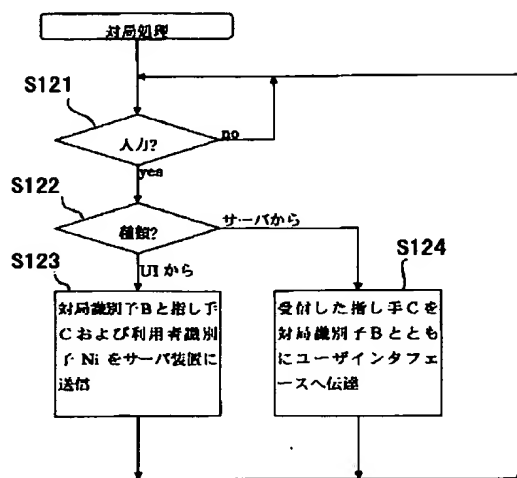 対局処理
S121
入力?
no
yes
S122
種類?
サーバから
S123
UIから
S124
対局識別子Bと指し手
Cおよび利用者識別
子Niをサーバ装置に
送信
受付した指し手Cを
対局識別子Bととも
にユーザインタフェ
ースへ伝達